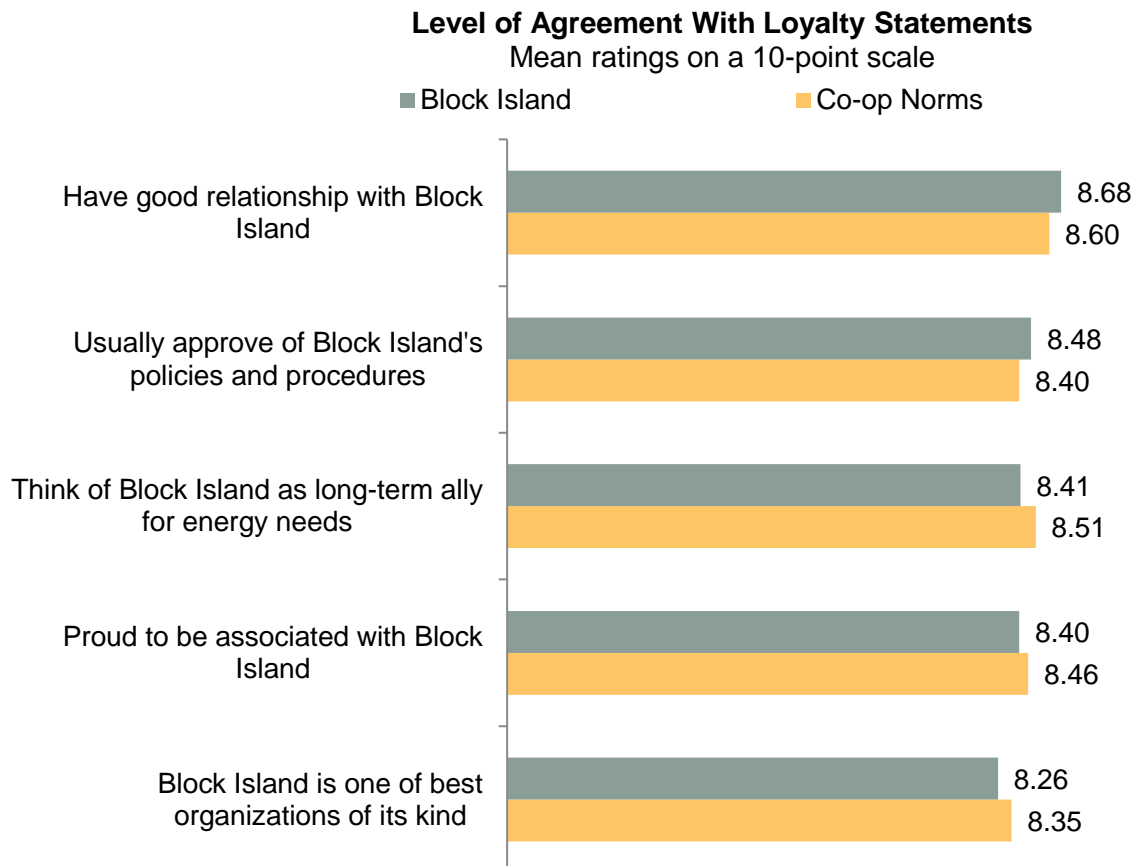 Level of Agreement With Loyalty Statements
Mean ratings on a 10-point scale
Block Island
Co-op Norms
Have good relationship with Block
Island
8.68
8.60
Usually approve of Block Island's
policies and procedures
8.48
8.40
Think of Block Island as long-term ally
for energy needs
8.41
8.51
Proud to be associated with Block
Island
8.40
8.46
Block Island is one of best
organizations of its kind
8.26
8.35